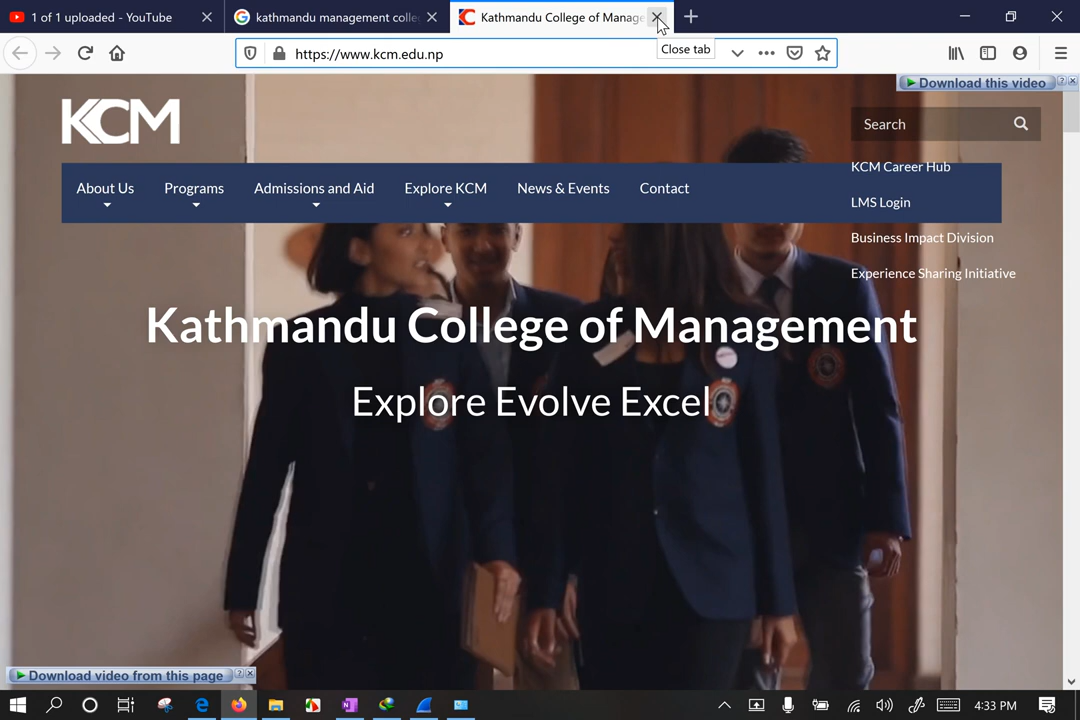 1 of 1 uploaded - YouTube
kathmandu management colle
Kathmandu College of Manage
Close tab
https://www.kcm.edu.np
Download this video
KCM
Search
KCM Career Hub
About Us Programs Admissions and Aid Explore KCM News & Events Contact
LMS Login
Business Impact Division
Experience Sharing Initiative
Kathmandu College of Management
Explore Evolve Excel
Download video from this page
4:33 PM